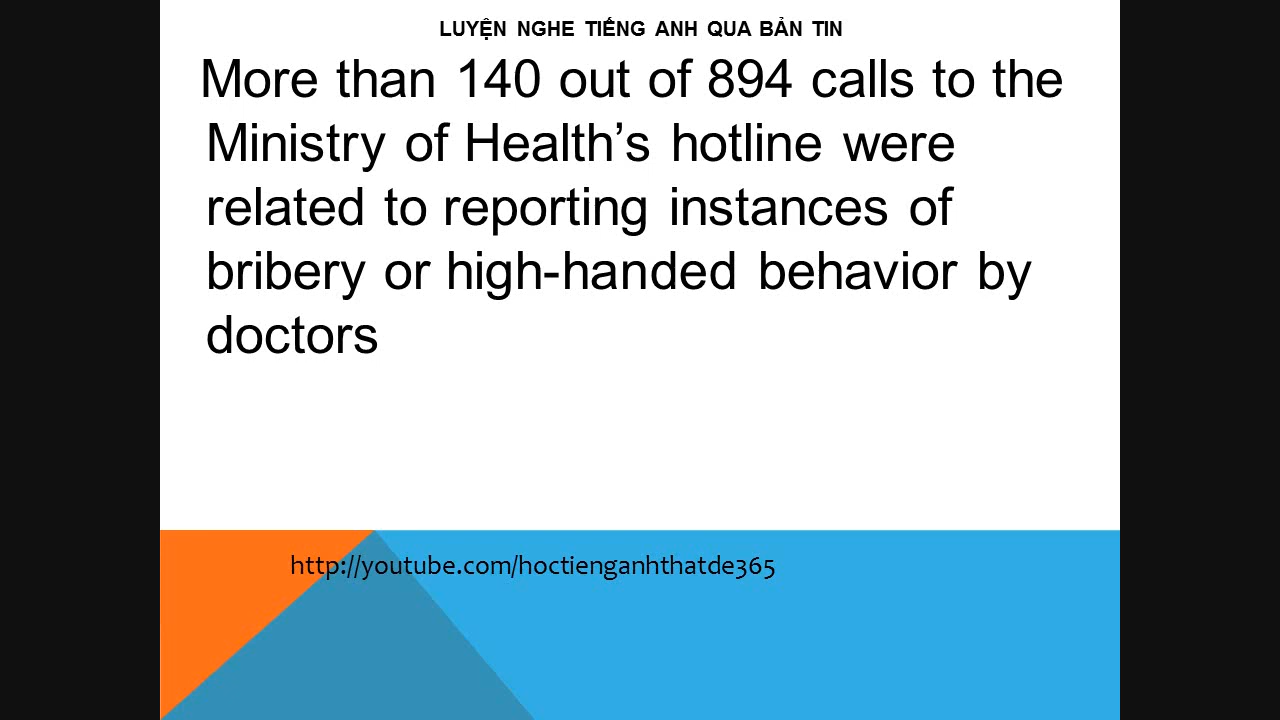 LUYỆN NGHE TIẾNG ANH QUA BẢN TIN
More than 140 out of 894 calls to the
Ministry of Health’s hotline were
related to reporting instances of
bribery or high-handed behavior by
doctors
http://youtube.com/hoctienganhthatde365